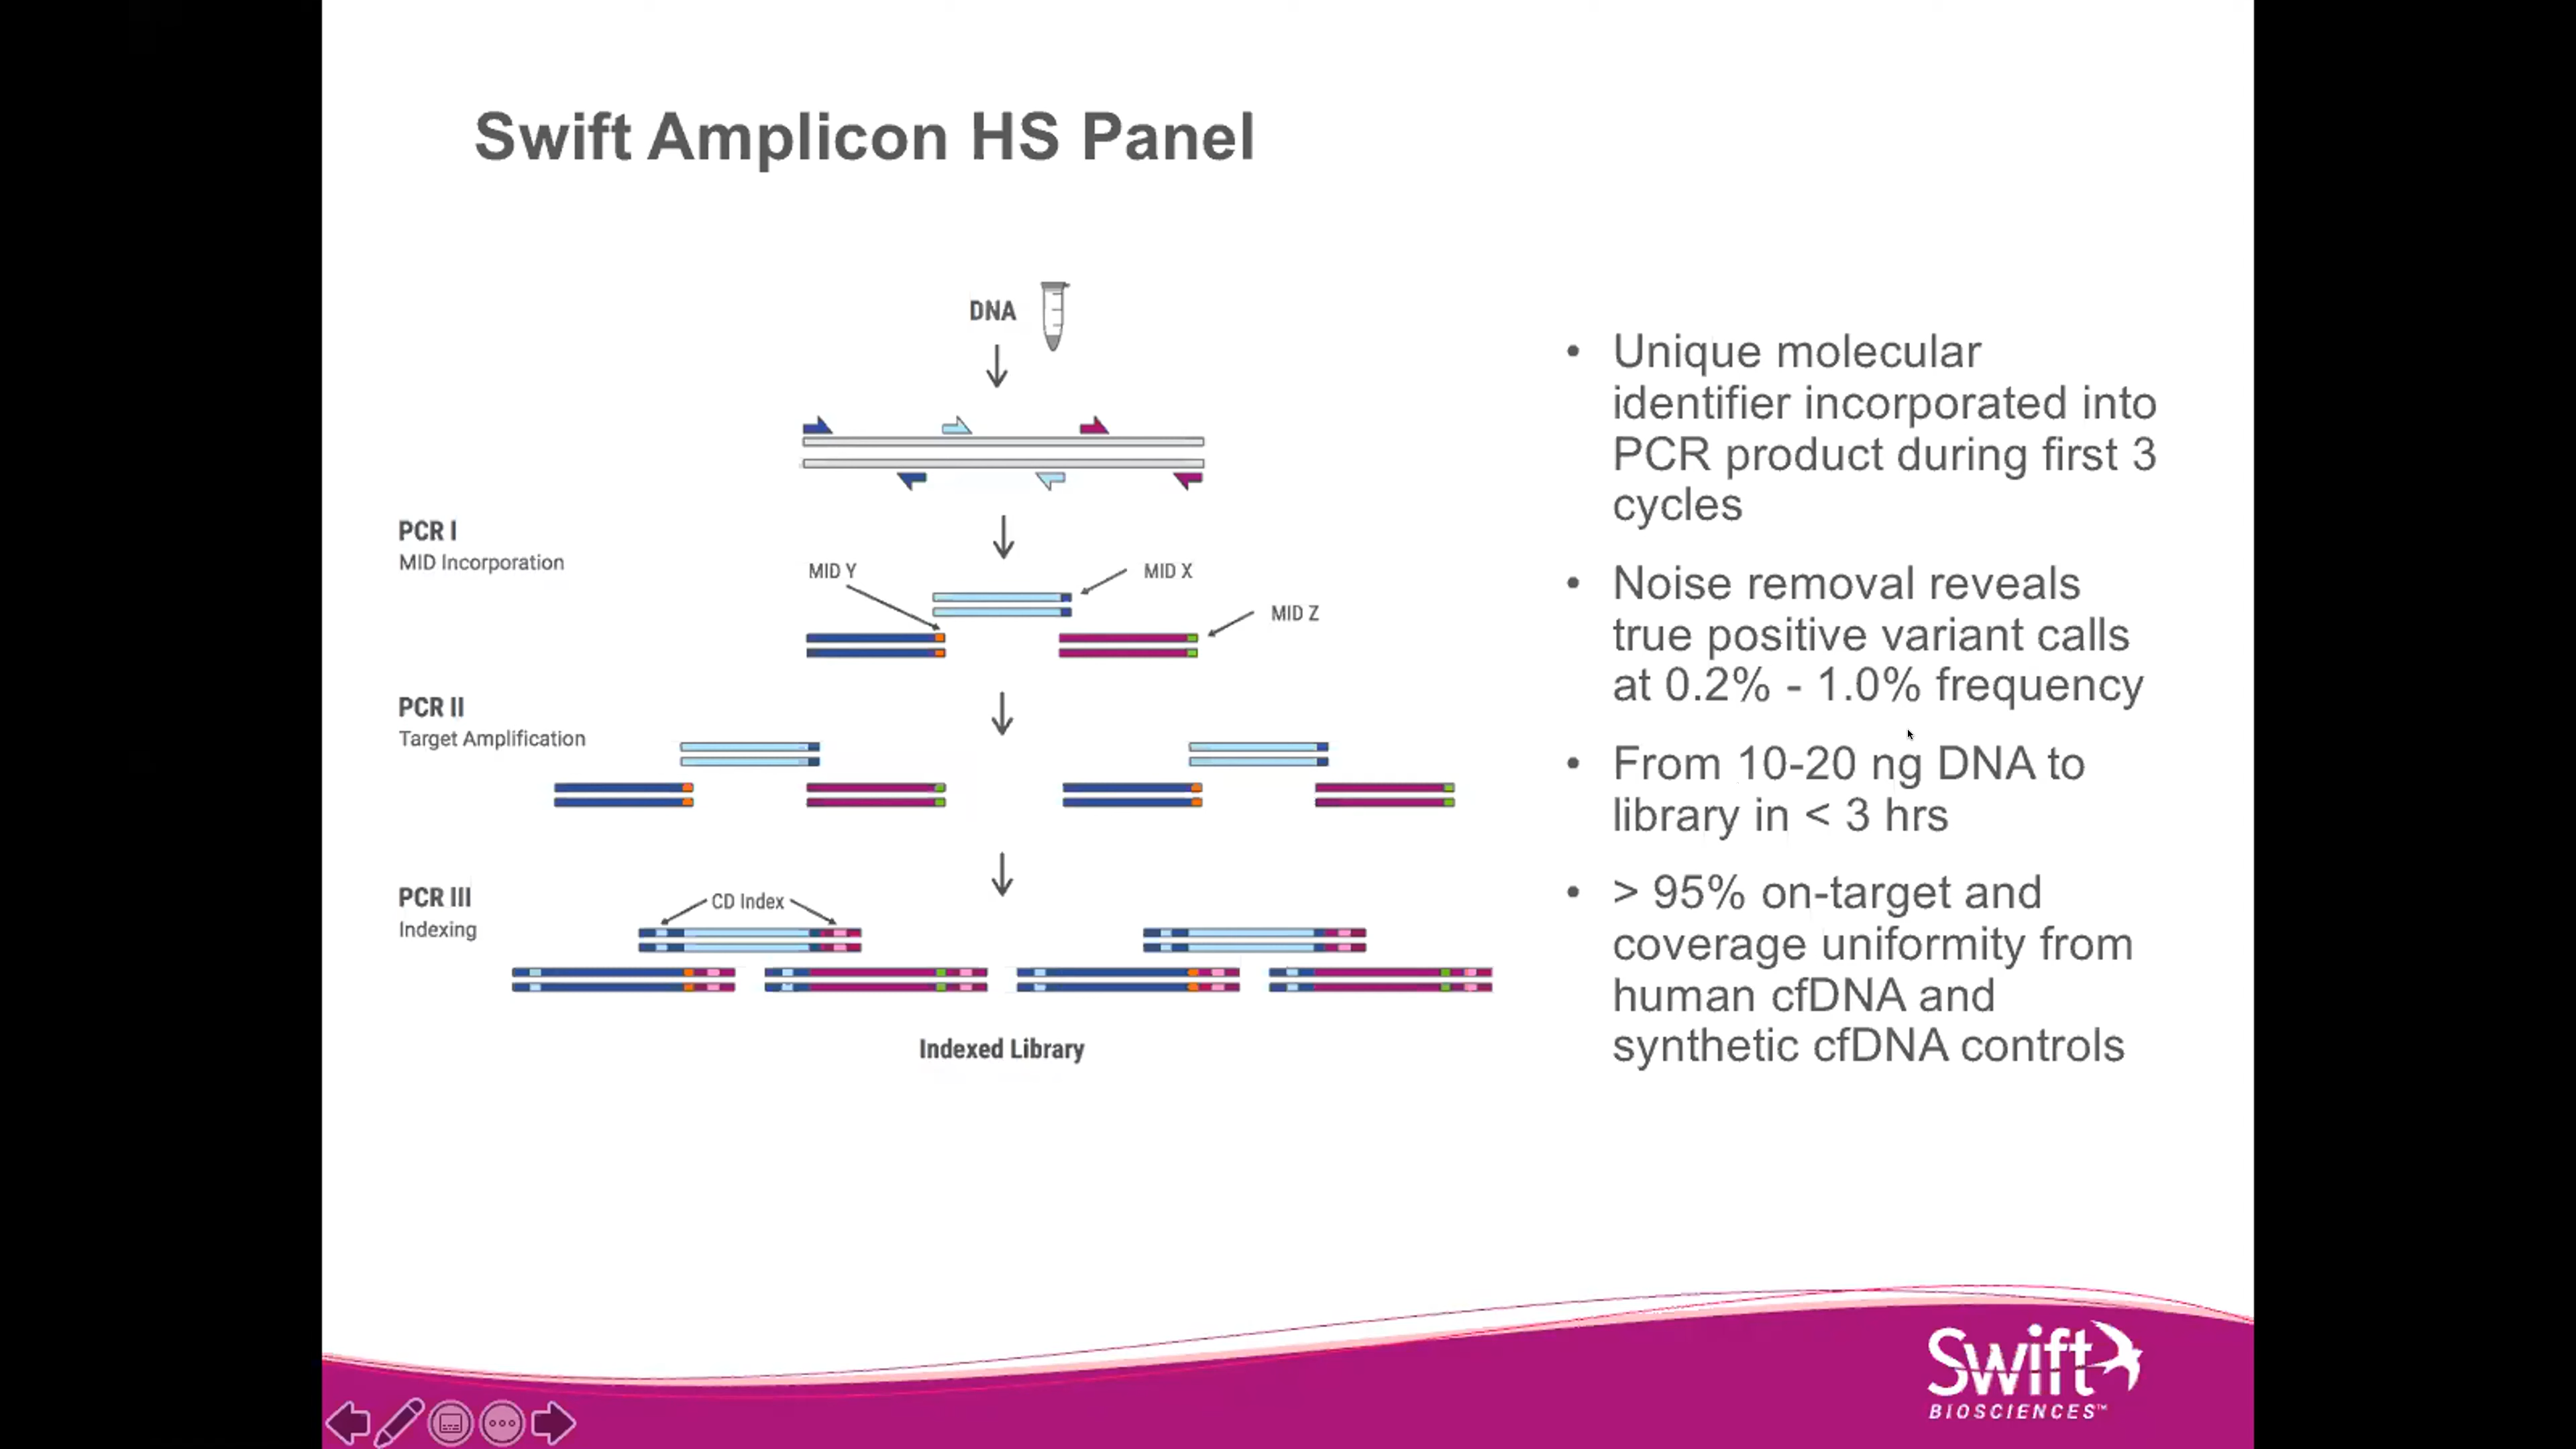 Swift Amplicon HS Panel
DNA
PCR I
MID Incorporation
MID Y
MID X
MID Z
PCR II
Target Amplification
PCR III
Indexing
CD Index
Indexed Library
• Unique molecular
identifier incorporated into
PCR product during first 3
cycles
• Noise removal reveals
true positive variant calls
at 0.2% - 1.0% frequency
• From 10-20 ng DNA to
library in < 3 hrs
• > 95% on-target and
coverage uniformity from
human cfDNA and
synthetic cfDNA controls
Swift
BIOSCIENCES™